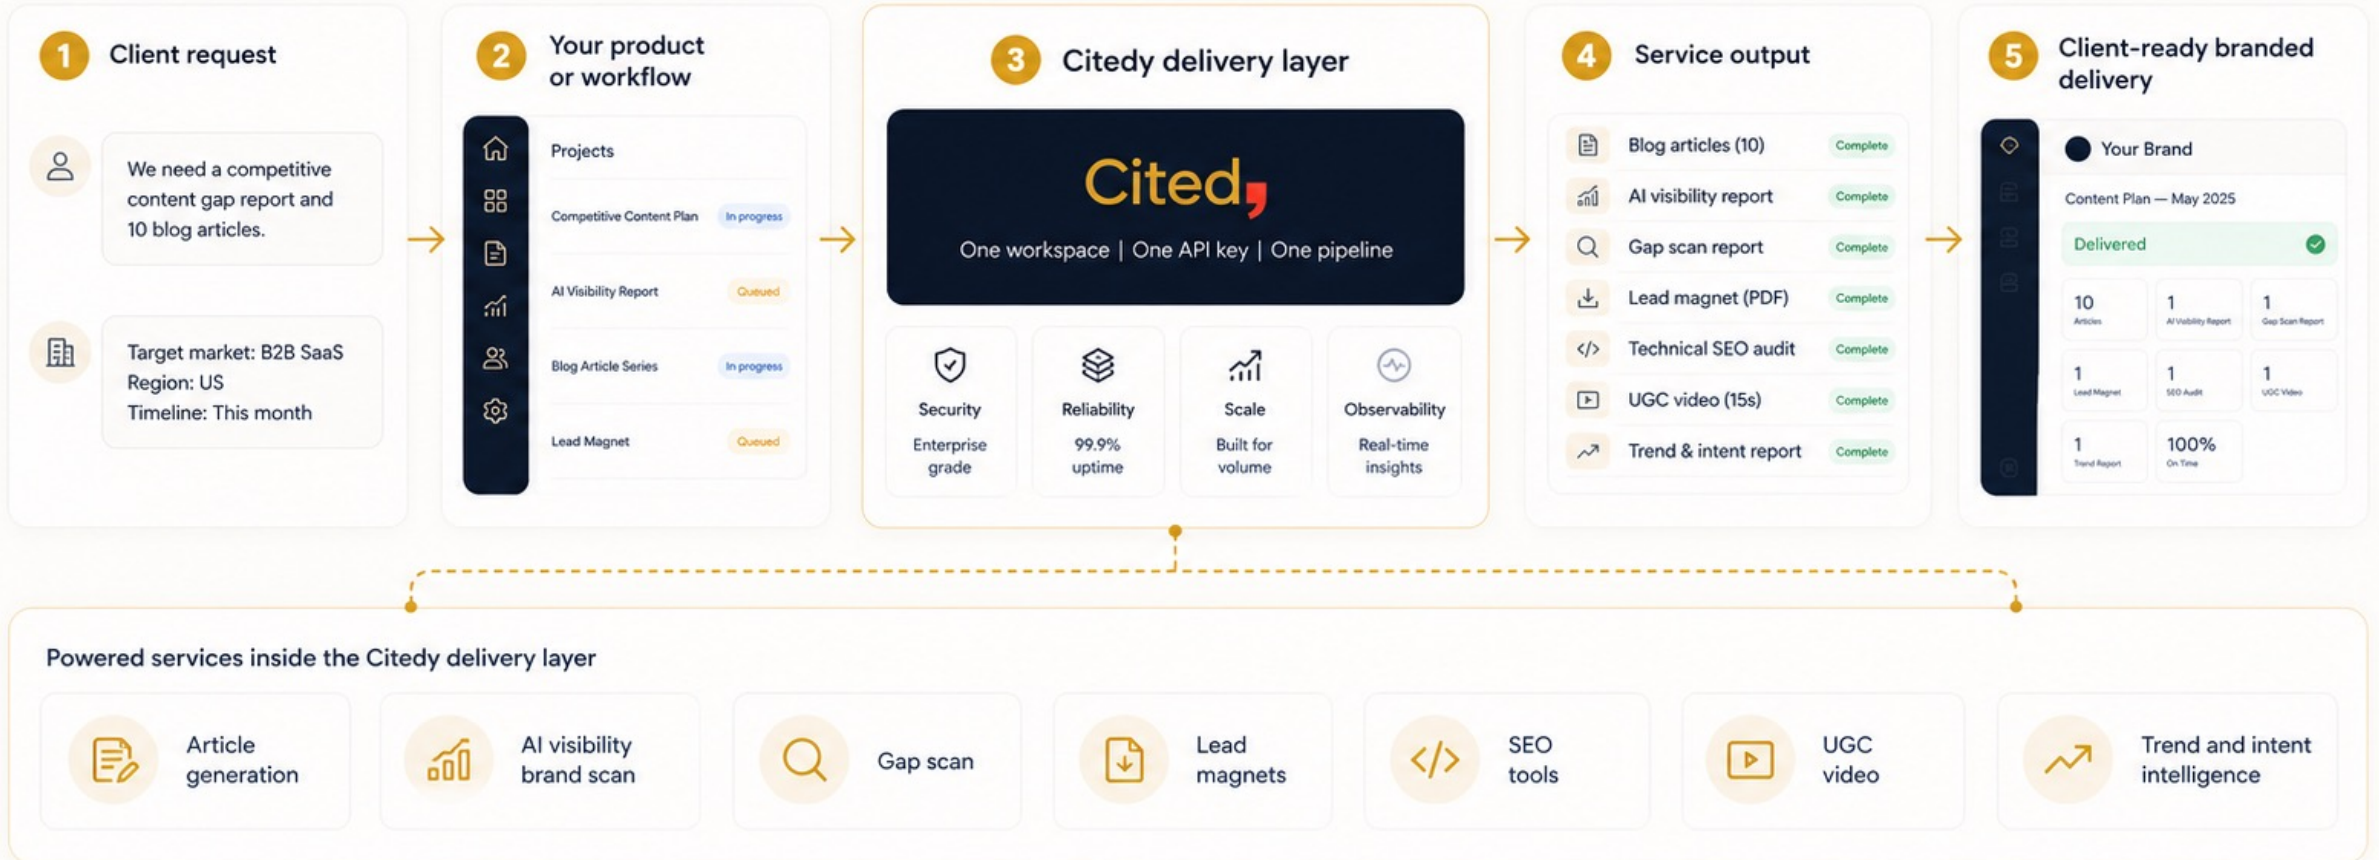 1
Client request
We need a competitive
content gap report and
10 blog articles.
Target market: B2B SaaS
Region: US
Timeline: This month
2
Your product
or workflow
Projects
Competitive Content Plan
In progress
AI Visibility Report
Queued
Blog Article Series
In progress
Lead Magnet
Queued
3
Citedy delivery layer
Cited,
One workspace | One API key | One pipeline
Security
Enterprise
grade
Reliability
99.9%
uptime
Scale
Built for
volume
Observability
Real-time
insights
4
Service output
Blog articles (10)
Complete
AI visibility report
Complete
Gap scan report
Complete
Lead magnet (PDF)
Complete
Technical SEO audit
Complete
UGC video (15s)
Complete
Trend & intent report
Complete
5
Client-ready branded
delivery
Your Brand
Content Plan — May 2025
Delivered
10
Articles
1
AI Visibility Report
1
Gap Scan Report
1
Lead Magnet
1
SEO Audit
1
UGC Video
1
Trend Report
100%
On Time
Powered services inside the Citedy delivery layer
Article
generation
AI visibility
brand scan
Gap scan
Lead
magnets
SEO
tools
UGC
video
Trend and intent
intelligence